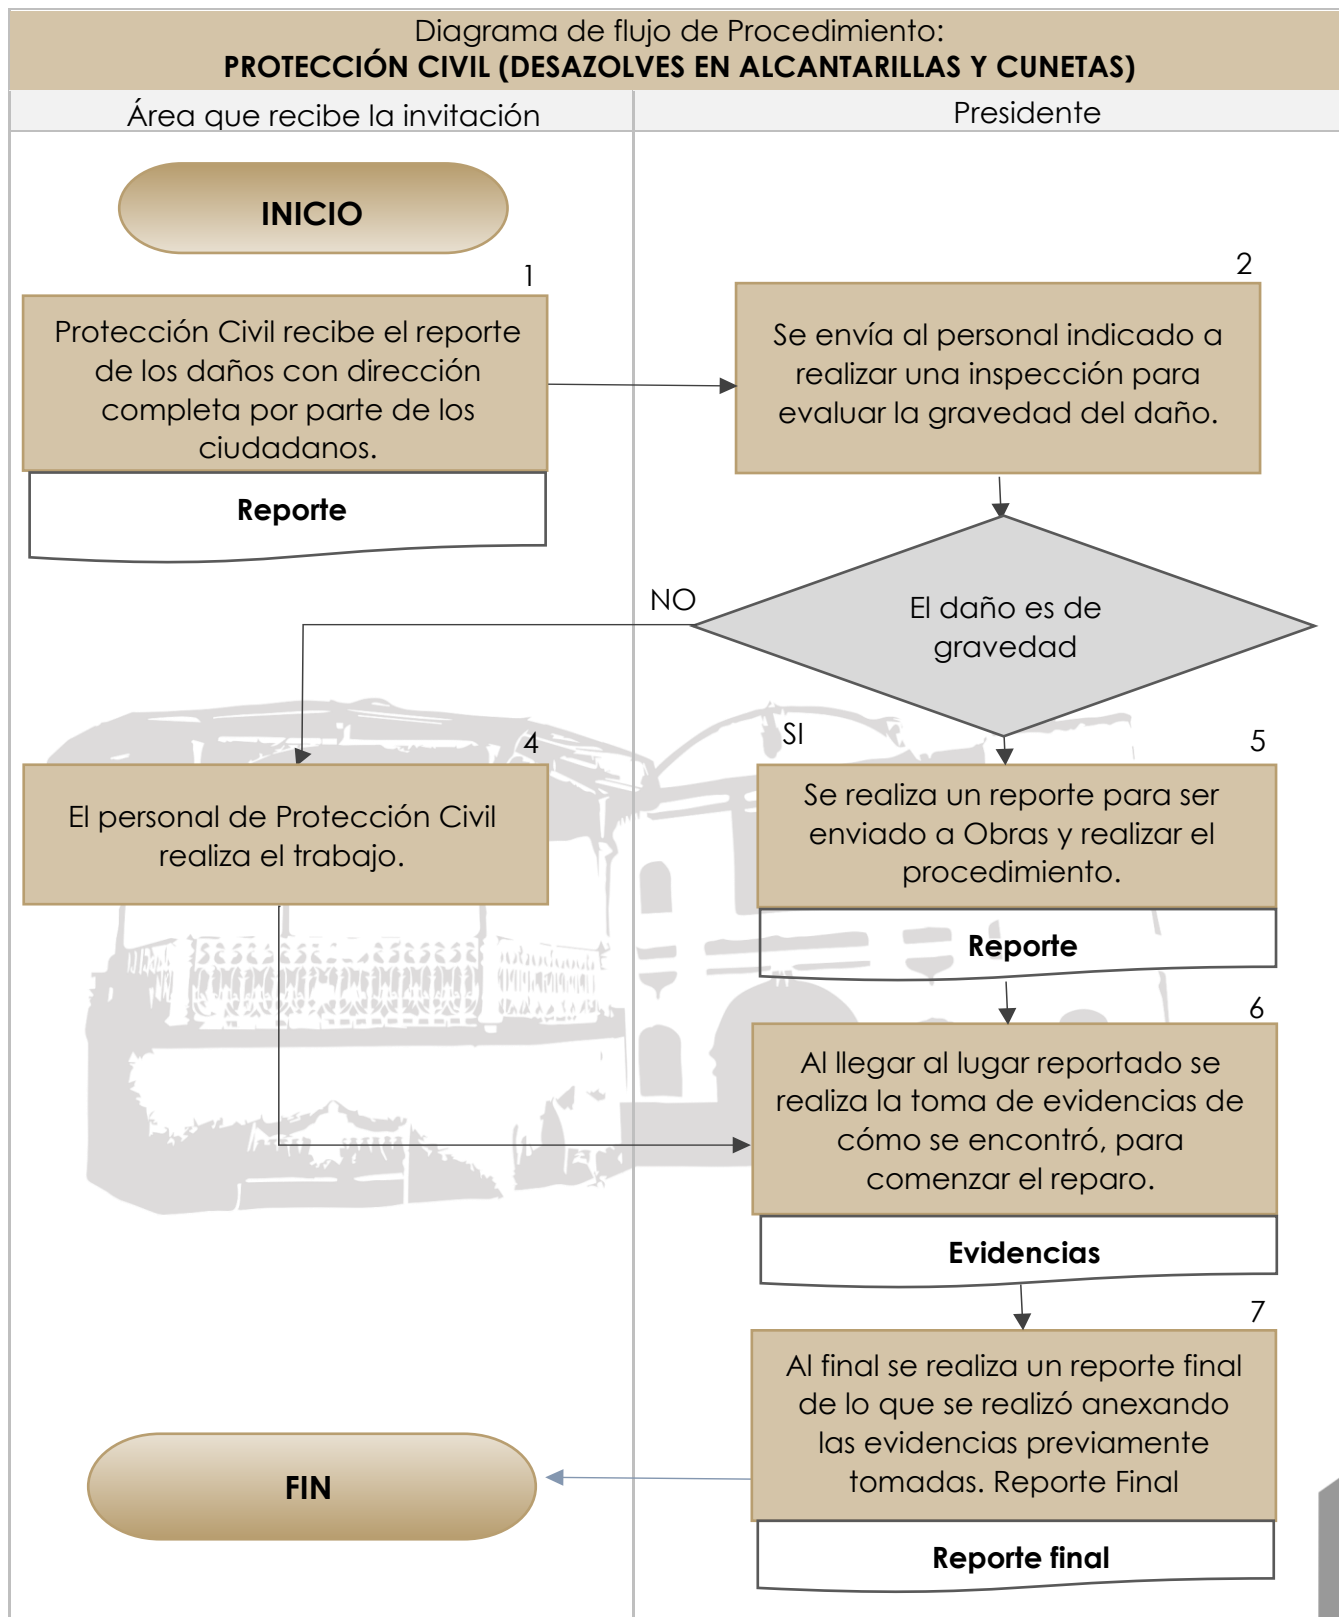 Diagrama de flujo de Procedimiento:
PROTECCIÓN CIVIL (DESAZOLVES EN ALCANTARILLAS Y CUNETAS)
Área que recibe la invitación
Presidente
INICIO
1
Protección Civil recibe el reporte
de los daños con dirección
completa por parte de los
ciudadanos.
Reporte
2
Se envía al personal indicado a
realizar una inspección para
evaluar la gravedad del daño.
El daño es de
gravedad
NO
SI
4
El personal de Protección Civil
realiza el trabajo.
5
Se realiza un reporte para ser
enviado a Obras y realizar el
procedimiento.
Reporte
6
Al llegar al lugar reportado se
realiza la toma de evidencias de
cómo se encontró, para
comenzar el reparo.
Evidencias
7
Al final se realiza un reporte final
de lo que se realizó anexando
las evidencias previamente
tomadas. Reporte Final
Reporte final
FIN